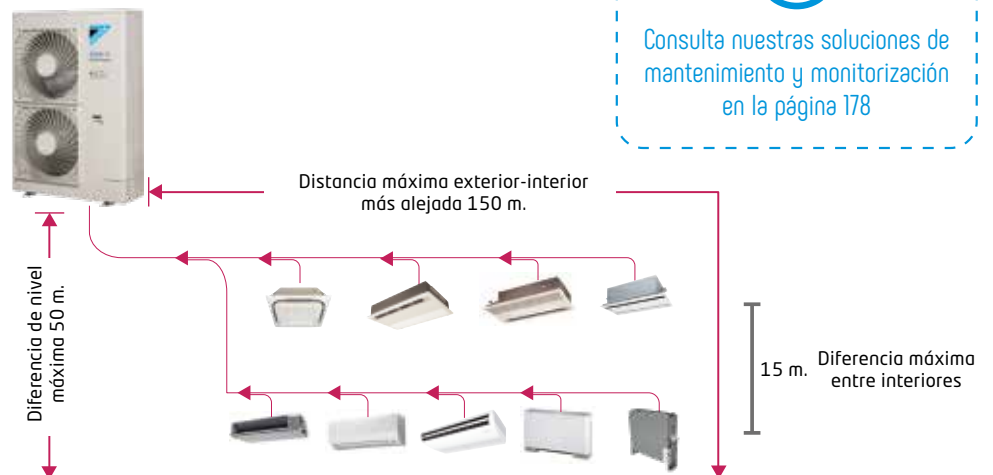 Consulta nuestras soluciones de
mantenimiento y monitorización
en la página 178
Distancia máxima exterior-interior
más alejada 150 m.
Diferencia de nivel
máxima 50 m.
15 m.
Diferencia máxima
entre interiores